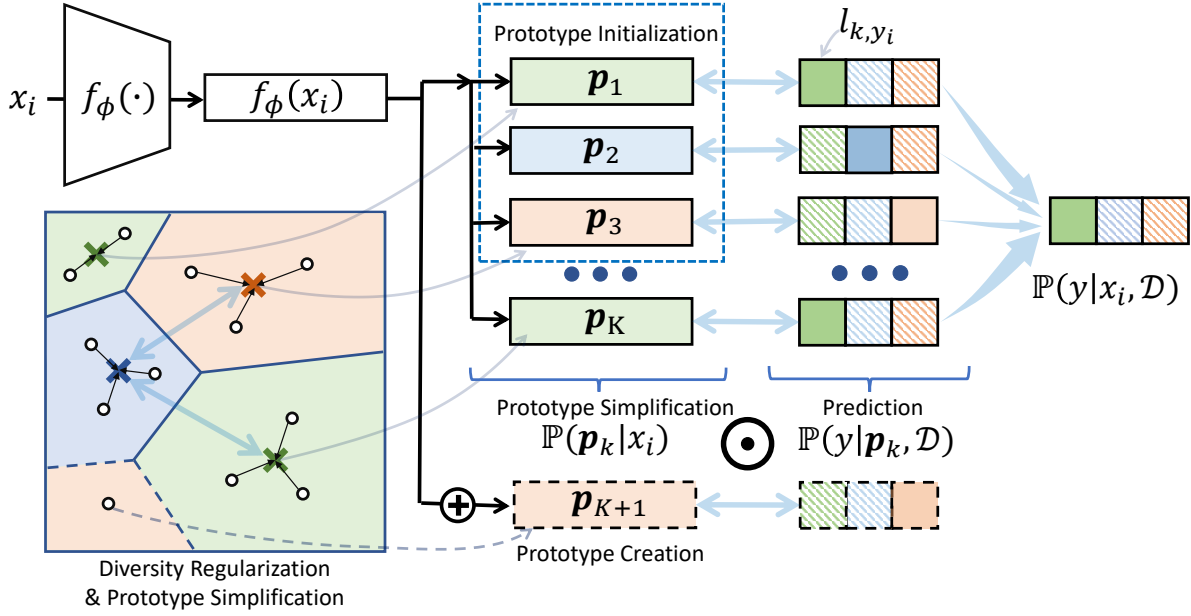 Prototype Initialization
l_{k,y_i}
x_i
f_ϕ(·)
f_ϕ(x_i)
p_1
p_2
p_3
p_K
ℙ(y|x_i, 𝒟)
Prototype Simplification
Prediction
ℙ(p_k|x_i)
ℙ(y|p_k, 𝒟)
p_{K+1}
Prototype Creation
Diversity Regularization
& Prototype Simplification